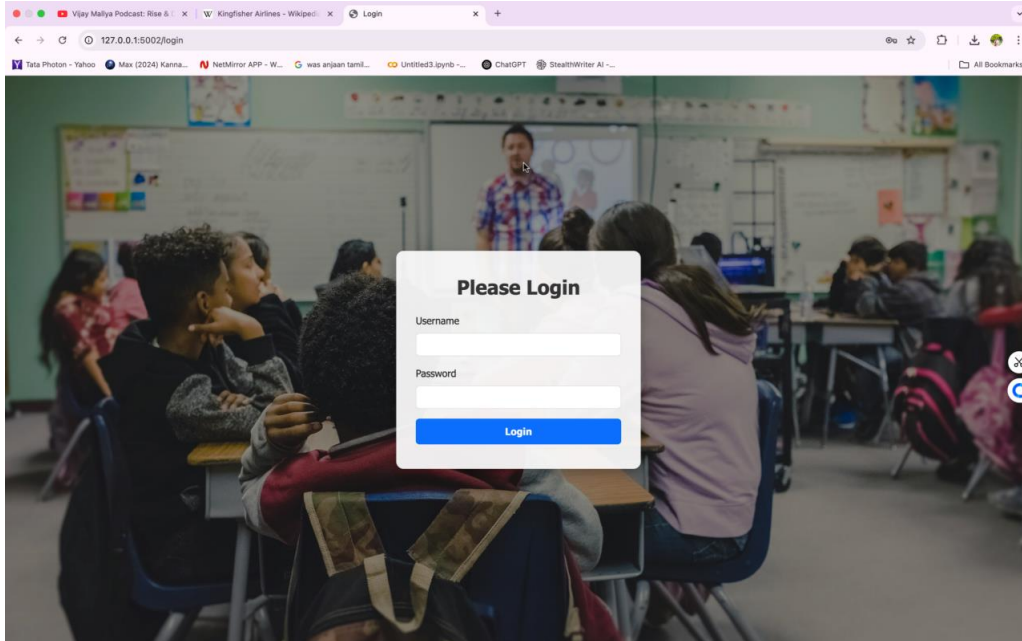 Vijay Mallya Podcast: Rise & D
Kingfisher Airlines - Wikipedi
Login
127.0.0.1:5002/login
Tata Photon - Yahoo
Max (2024) Kanna...
NetMirror APP - W...
was anjaan tamil...
Untitled3.ipynb -...
ChatGPT
StealthWriter AI -...
All Bookmarks
Please Login
Username
Password
Login